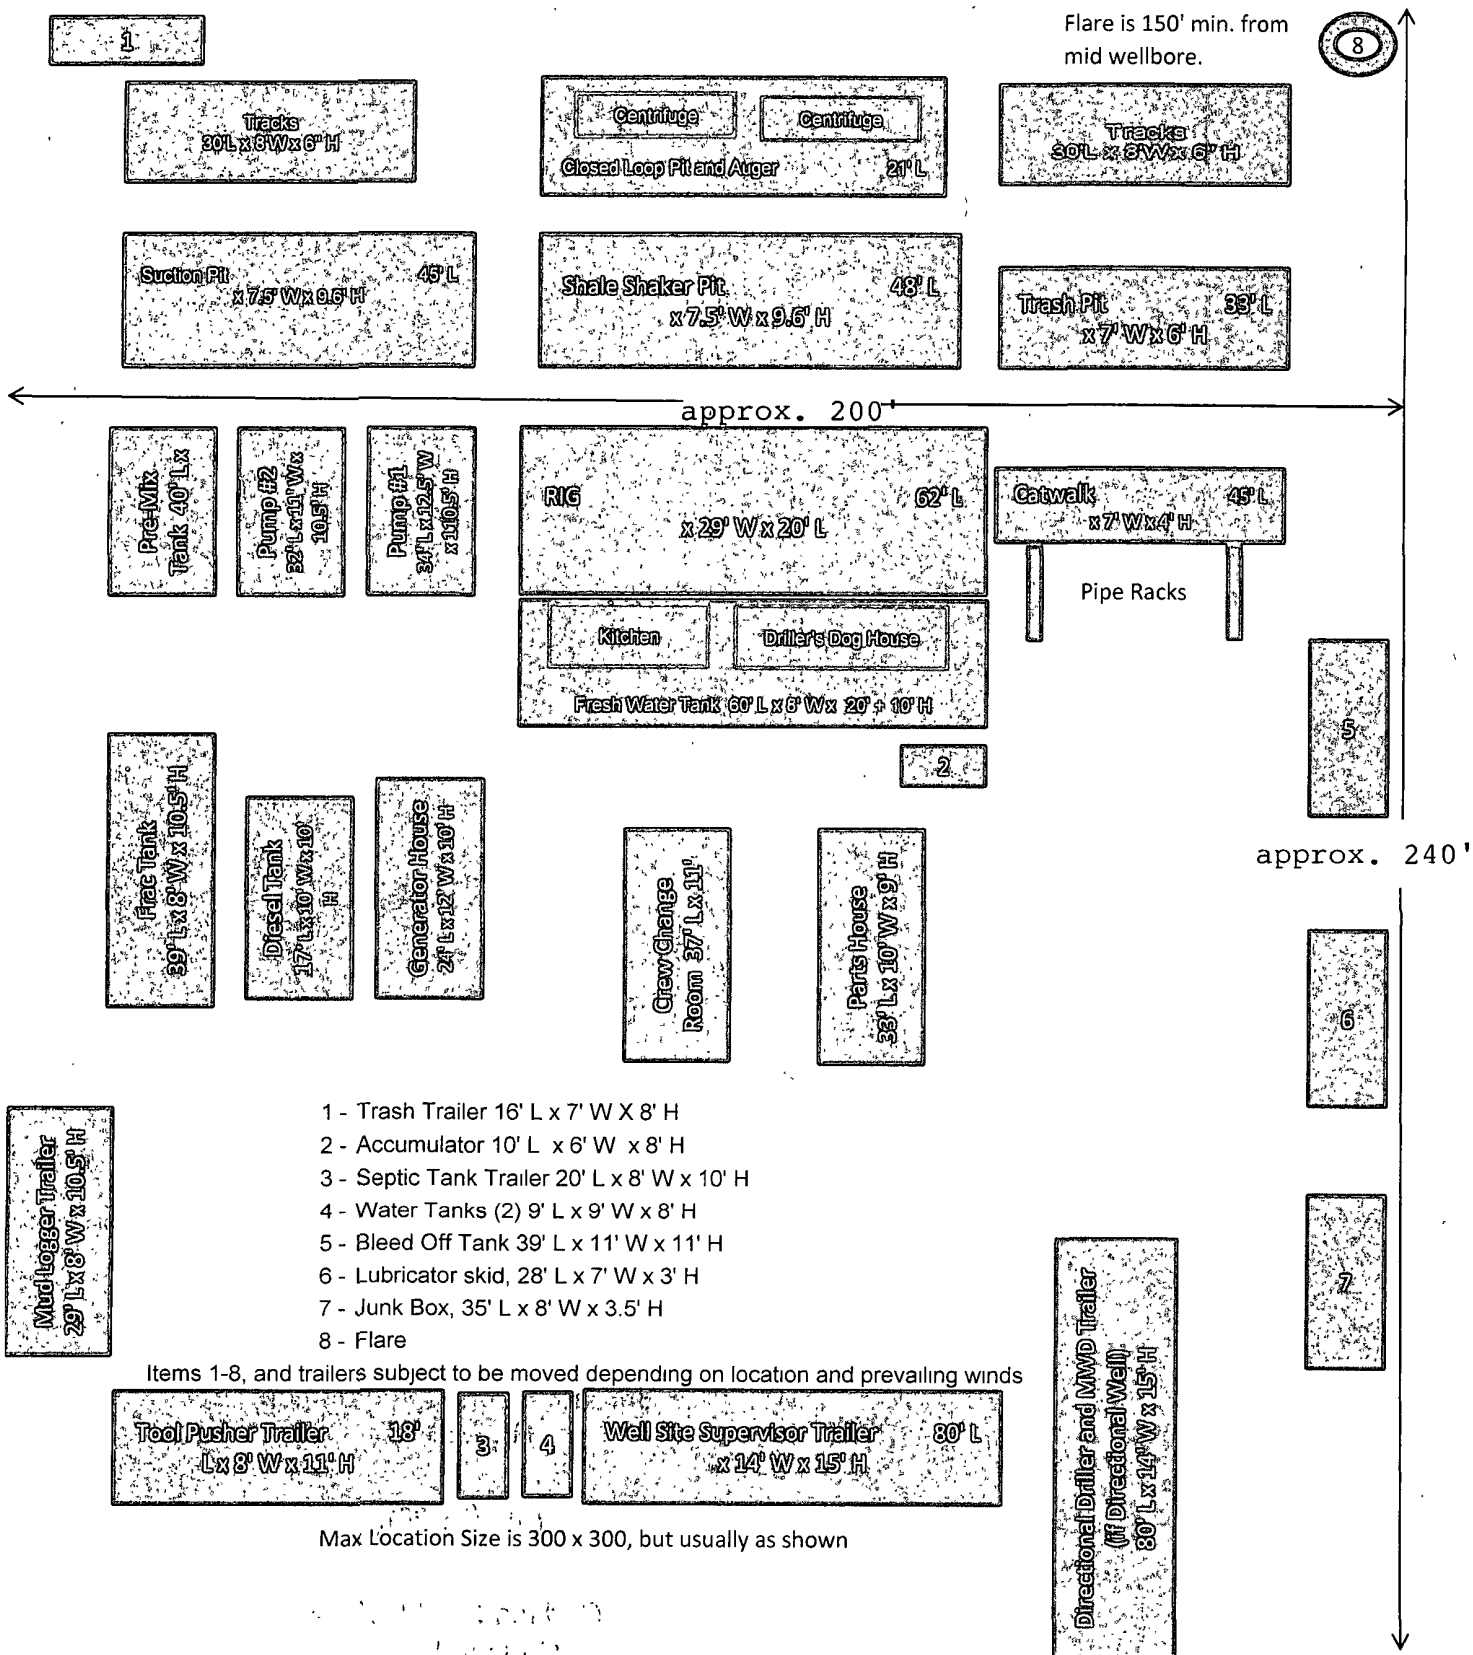 1
Flare is 150' min. from
mid wellbore.
8
Tracks
30'L x 8'W x 6" H
Centrifuge
Centrifuge
Closed Loop Pit and Auger 21' L
Tracks
30'L x 8'W x 6" H
Suction Pit 45' L
x 7.5' W x 9.6' H
Shale Shaker Pit 48' L
x 7.5' W x 9.6' H
Trash Pit 33' L
x 7' W x 6' H
approx. 200'
Pre-Mix
Tank 40' L x
Pump #2
32' L x 11' W x
10.5' H
Pump #1
34' L x 12.5' W
x 110.5' H
RIG 62' L
x 29' W x 20' L
Catwalk 45' L
x 7' W x 4' H
Pipe Racks
Kitchen
Driller's Dog House
Fresh Water Tank 60' L x 8' W x 20' + 10' H
2
5
Frac Tank
39' L x 8' W x 10.5' H
Diesel Tank
17' L x 10' W x 10'
H
Generator House
24' L x 12' W x 10' H
Crew Change
Room 37' L x 11'
Parts House
33' L x 10' W x 9' H
approx. 240'
6
Mud Logger Trailer
29' L x 8' W x 10.5' H
1 - Trash Trailer 16' L x 7' W X 8' H
2 - Accumulator 10' L x 6' W x 8' H
3 - Septic Tank Trailer 20' L x 8' W x 10' H
4 - Water Tanks (2) 9' L x 9' W x 8' H
5 - Bleed Off Tank 39' L x 11' W x 11' H
6 - Lubricator skid, 28' L x 7' W x 3' H
7 - Junk Box, 35' L x 8' W x 3.5' H
8 - Flare
Items 1-8, and trailers subject to be moved depending on location and prevailing winds
7
Directional Driller and MWD Trailer
(if Directional Well)
80' L x 14' W x 15' H
Tool Pusher Trailer 18'
L x 8' W x 11' H
3
4
Well Site Supervisor Trailer 80' L
x 14' W x 15' H
Max Location Size is 300 x 300, but usually as shown